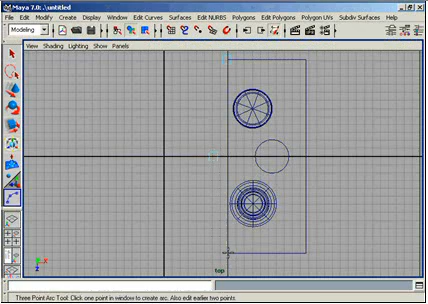 Maya 7.0: .\untitled
File Edit Modify Create Display Window Edit Curves Surfaces Edit NURBS Polygons Edit Polygons Polygon UVs Subdiv Surfaces
Modeling
View Shading Lighting Show Panels
top
x
z
Three Point Arc Tool: Click one point in window to create arc. Also edit earlier two points.